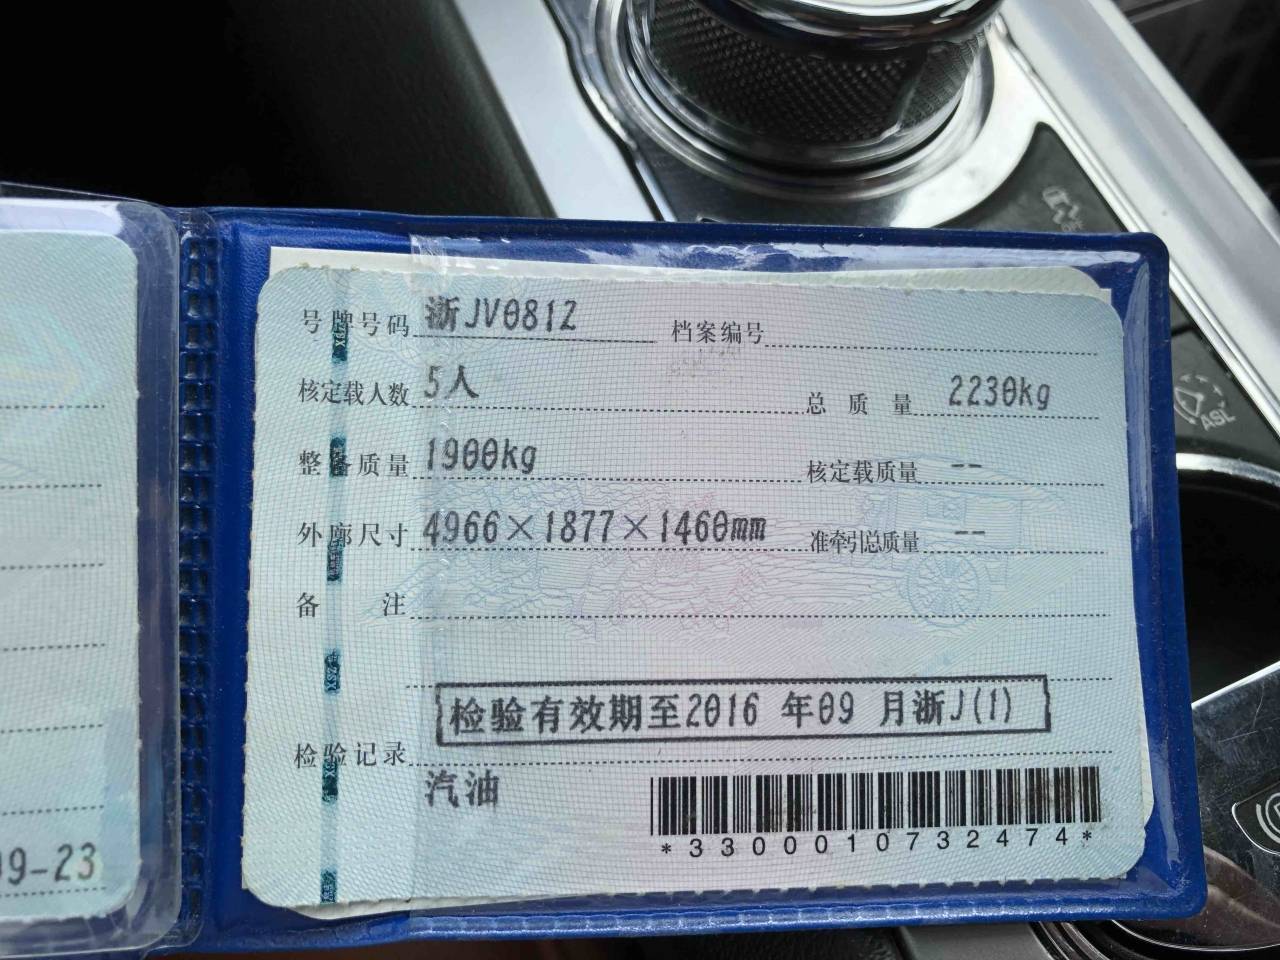 号牌号码 浙JV081Z 档案编号
核定载人数 5人 总质量 2230kg
整备质量 1900kg 核定载质量 --
外廓尺寸 4966×1877×1460mm 准牵引总质量 --
备注
检验有效期至2016 年09 月浙J(1)
检验记录
汽油
*3300010732474*
09-23
ASL